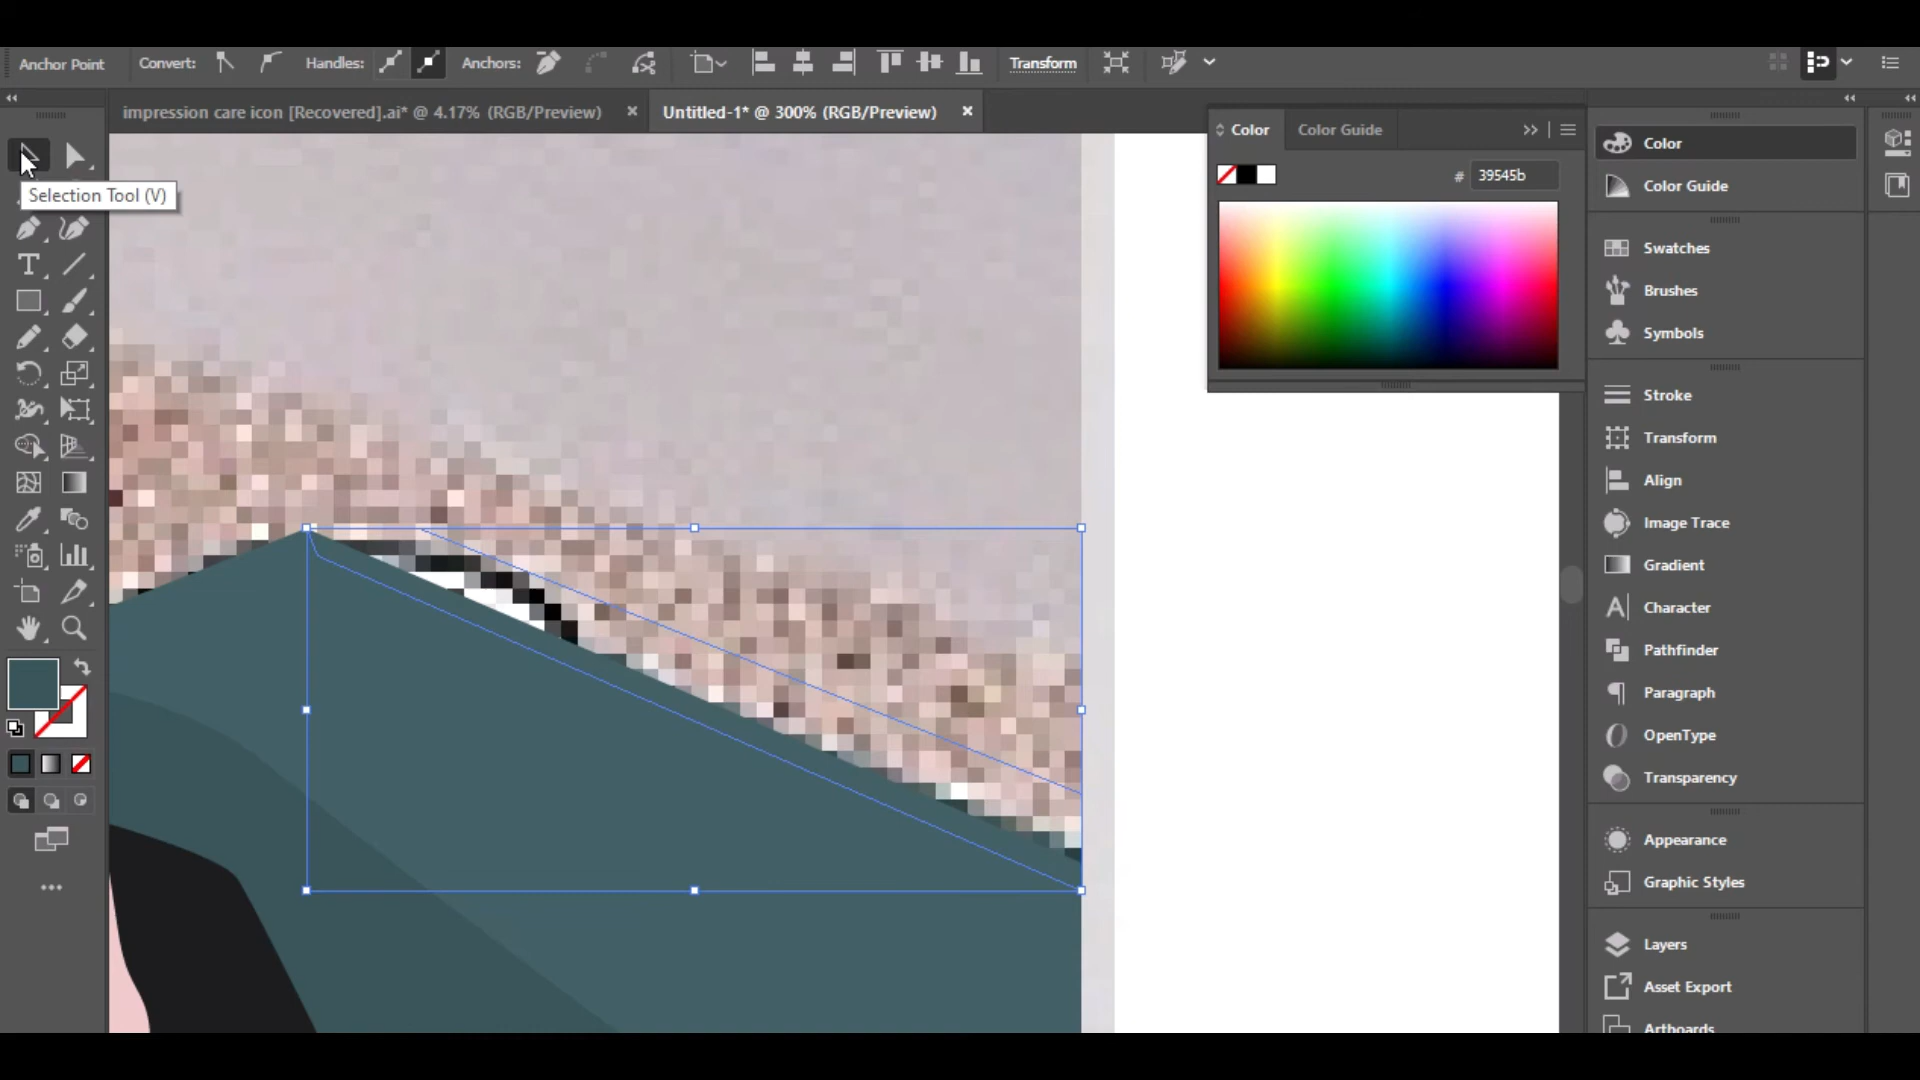 Anchor Point
Convert:
Handles:
Anchors:
Transform
impression care icon [Recovered].ai* @ 4.17% (RGB/Preview)
Untitled-1* @ 300% (RGB/Preview)
Selection Tool (V)
Color
Color Guide
# 39545b
Color
Color Guide
Swatches
Brushes
Symbols
Stroke
Transform
Align
Image Trace
Gradient
Character
Pathfinder
Paragraph
OpenType
Transparency
Appearance
Graphic Styles
Layers
Asset Export
Artboards